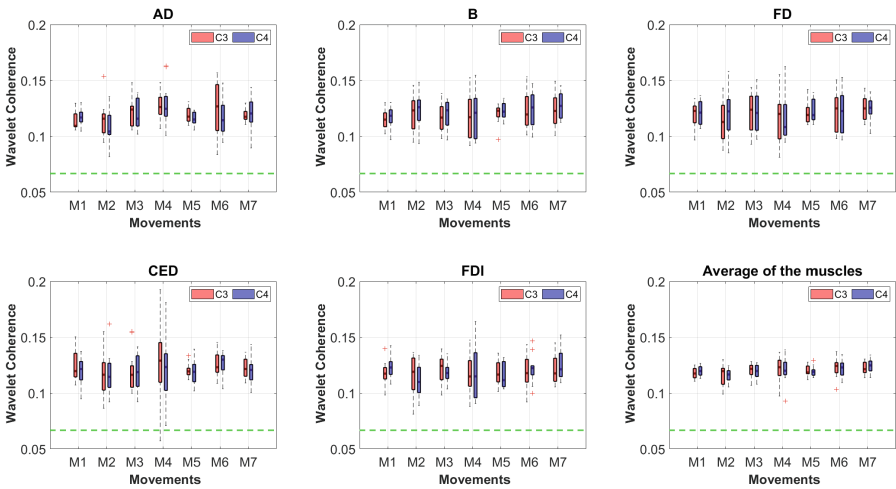 AD
C3 C4
Wavelet Coherence
0.2
0.15
0.1
0.05
M1 M2 M3 M4 M5 M6 M7
Movements
B
C3 C4
Wavelet Coherence
0.2
0.15
0.1
0.05
M1 M2 M3 M4 M5 M6 M7
Movements
FD
C3 C4
Wavelet Coherence
0.2
0.15
0.1
0.05
M1 M2 M3 M4 M5 M6 M7
Movements
CED
C3 C4
Wavelet Coherence
0.2
0.15
0.1
0.05
M1 M2 M3 M4 M5 M6 M7
Movements
FDI
C3 C4
Wavelet Coherence
0.2
0.15
0.1
0.05
M1 M2 M3 M4 M5 M6 M7
Movements
Average of the muscles
C3 C4
Wavelet Coherence
0.2
0.15
0.1
0.05
M1 M2 M3 M4 M5 M6 M7
Movements